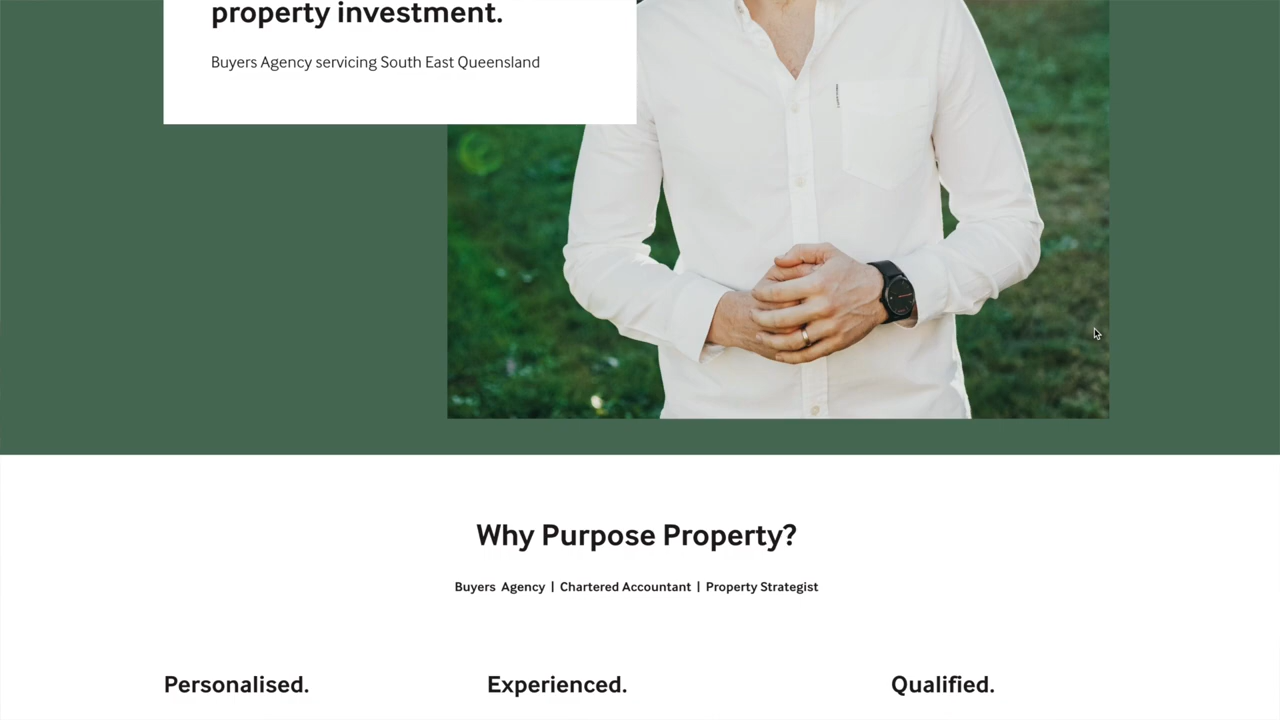 property investment.
Buyers Agency servicing South East Queensland
Why Purpose Property?
Buyers Agency | Chartered Accountant | Property Strategist
Personalised.
Experienced.
Qualified.